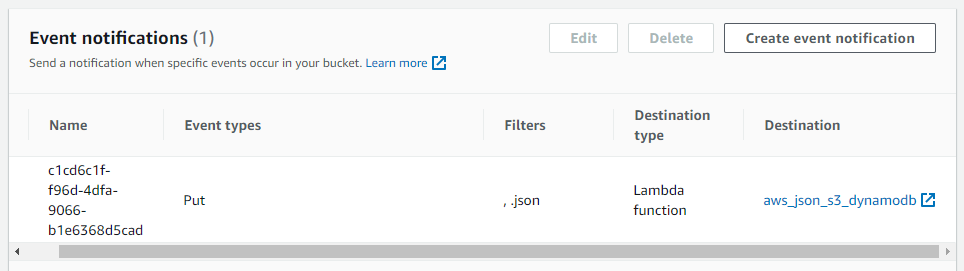 Event notifications (1)
Edit
Delete
Create event notification
Send a notification when specific events occur in your bucket. Learn more
Name
Event types
Filters
Destination
type
Destination
c1cd6c1f-
f96d-4dfa-
9066-
b1e6368d5cad
Put
, .json
Lambda
function
aws_json_s3_dynamodb